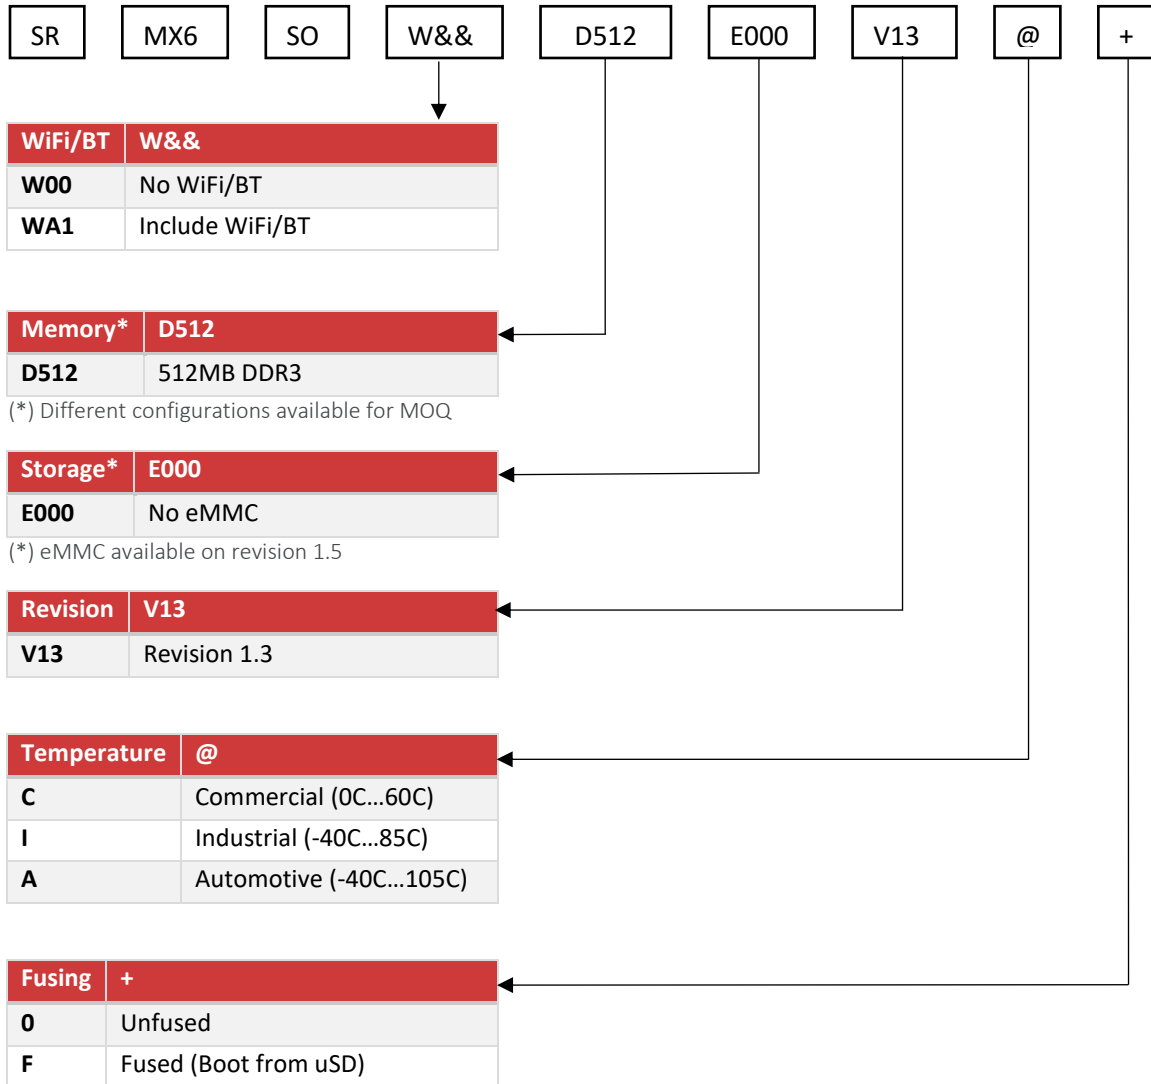 SR MX6 SO W&& D512 E000 V13 @ +
WiFi/BT W&&
W00 No WiFi/BT
WA1 Include WiFi/BT
Memory* D512
D512 512MB DDR3
(*) Different configurations available for MOQ
Storage* E000
E000 No eMMC
(*) eMMC available on revision 1.5
Revision V13
V13 Revision 1.3
Temperature @
C Commercial (0C...60C)
I Industrial (-40C...85C)
A Automotive (-40C...105C)
Fusing +
0 Unfused
F Fused (Boot from uSD)